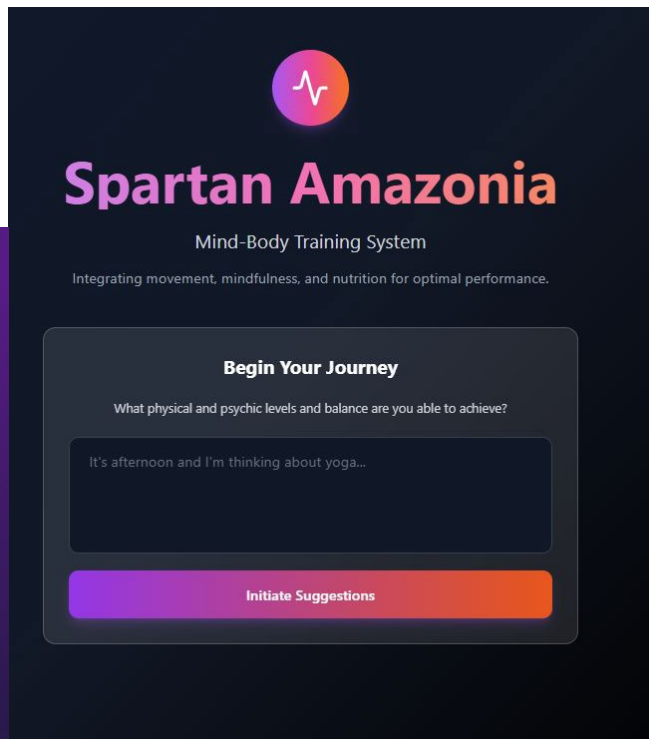 Spartan Amazonia
Mind-Body Training System
Integrating movement, mindfulness, and nutrition for optimal performance.
Begin Your Journey
What physical and psychic levels and balance are you able to achieve?
It's afternoon and I'm thinking about yoga...
Initiate Suggestions